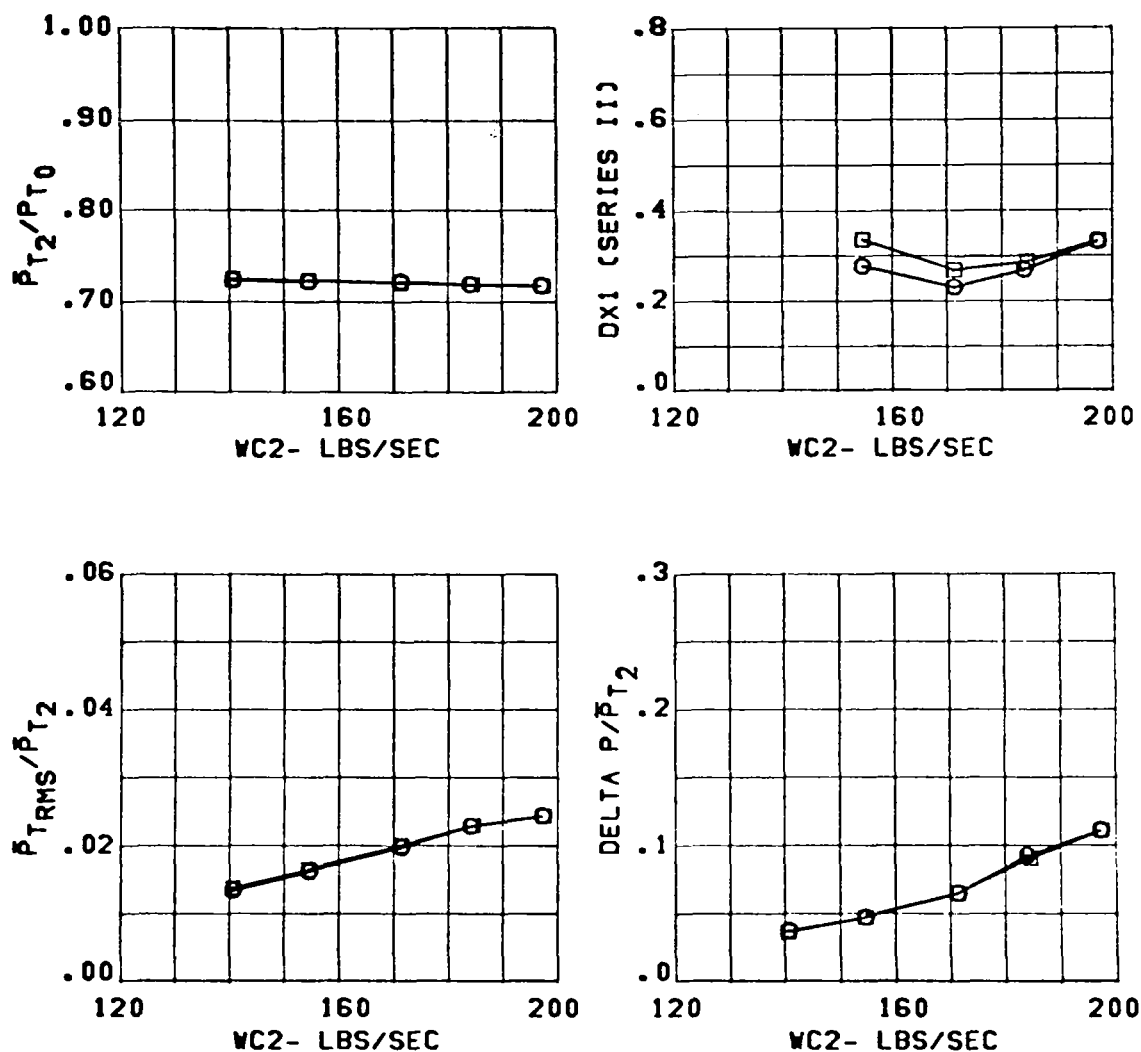 1.00
.90
.80
.70
.60
P̄T2/PT0
120 160 200
WC2- LBS/SEC
.8
.6
.4
.2
.0
DX1 (SERIES II)
120 160 200
WC2- LBS/SEC
.06
.04
.02
.00
P̄TRMS/P̄T2
120 160 200
WC2- LBS/SEC
.3
.2
.1
.0
DELTA P/P̄T2
120 160 200
WC2- LBS/SEC